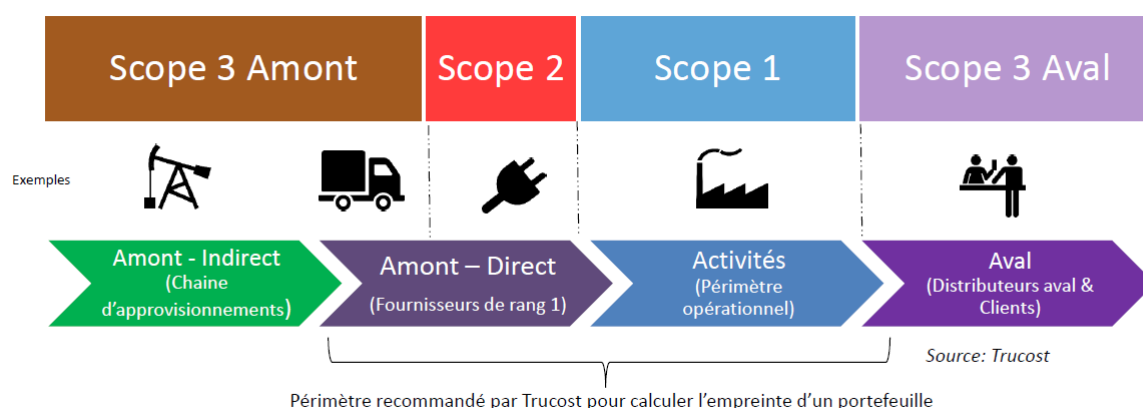 Scope 3 Amont
Scope 2
Scope 1
Scope 3 Aval
Exemples
Amont - Indirect
(Chaine
d'approvisionnements)
Amont – Direct
(Fournisseurs de rang 1)
Activités
(Périmètre
opérationnel)
Aval
(Distributeurs aval &
Clients)
Source: Trucost
Périmètre recommandé par Trucost pour calculer l'empreinte d'un portefeuille